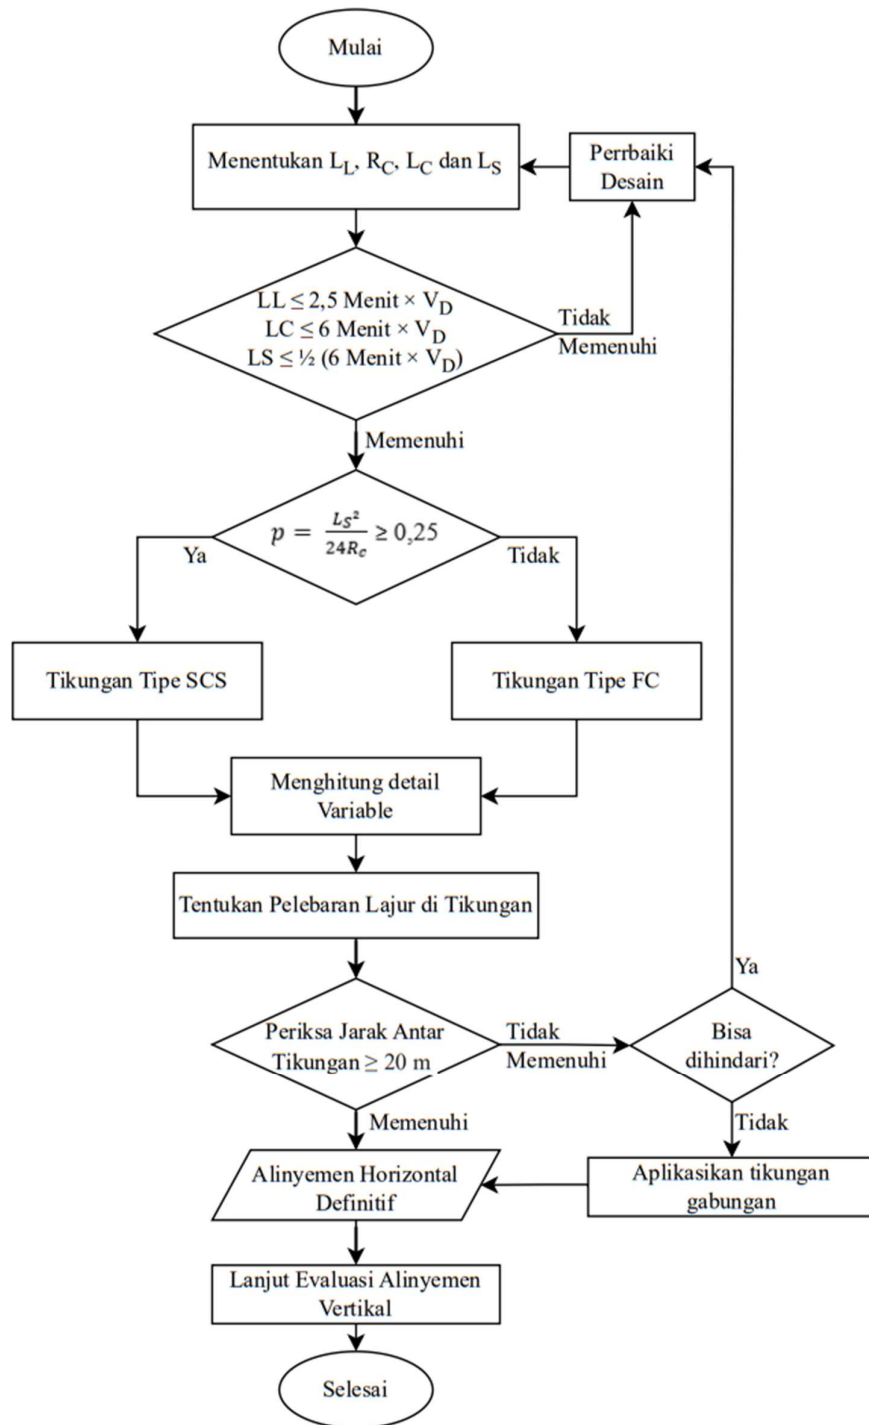 Mulai
Menentukan L_L, R_C, L_C dan L_S
Perrbaiki
Desain
LL ≤ 2,5 Menit × V_D
LC ≤ 6 Menit × V_D
LS ≤ ½ (6 Menit × V_D)
Tidak
Memenuhi
Memenuhi
p = L_S² / 24R_c ≥ 0,25
Ya
Tidak
Tikungan Tipe SCS
Tikungan Tipe FC
Menghitung detail
Variable
Tentukan Pelebaran Lajur di Tikungan
Periksa Jarak Antar
Tikungan ≥ 20 m
Tidak
Memenuhi
Ya
Bisa
dihindari?
Memenuhi
Tidak
Alinyemen Horizontal
Definitif
Aplikasikan tikungan
gabungan
Lanjut Evaluasi Alinyemen
Vertikal
Selesai